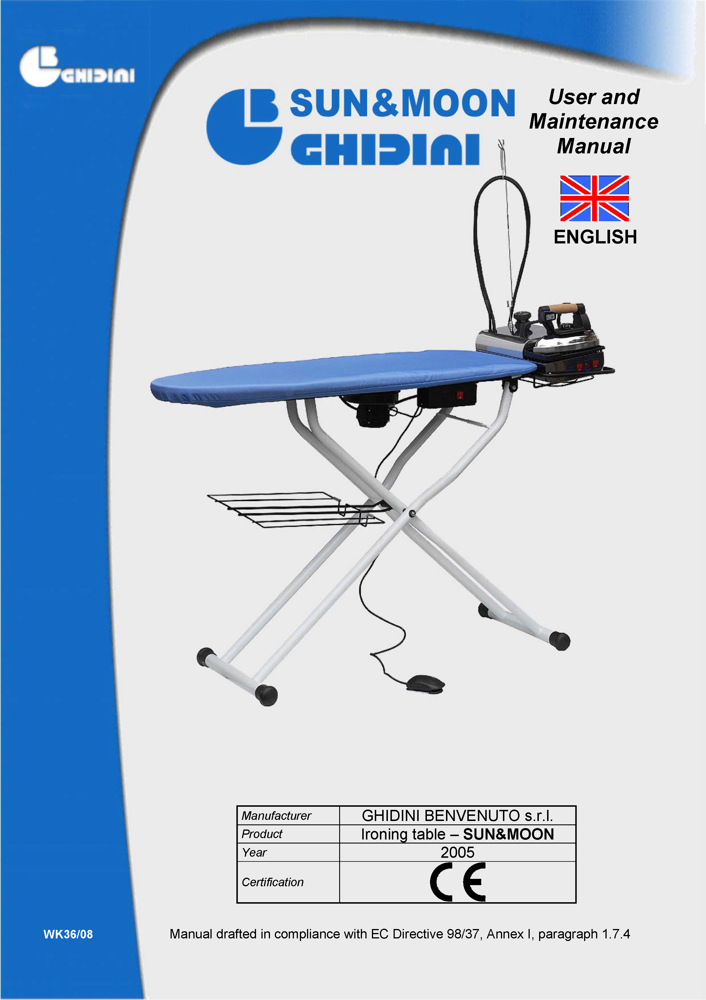 GHIDINI
SUN&MOON
GHIDINI
User and
Maintenance
Manual
ENGLISH
Manufacturer GHIDINI BENVENUTO s.r.l.
Product Ironing table – SUN&MOON
Year 2005
Certification CE
WK36/08
Manual drafted in compliance with EC Directive 98/37, Annex I, paragraph 1.7.4